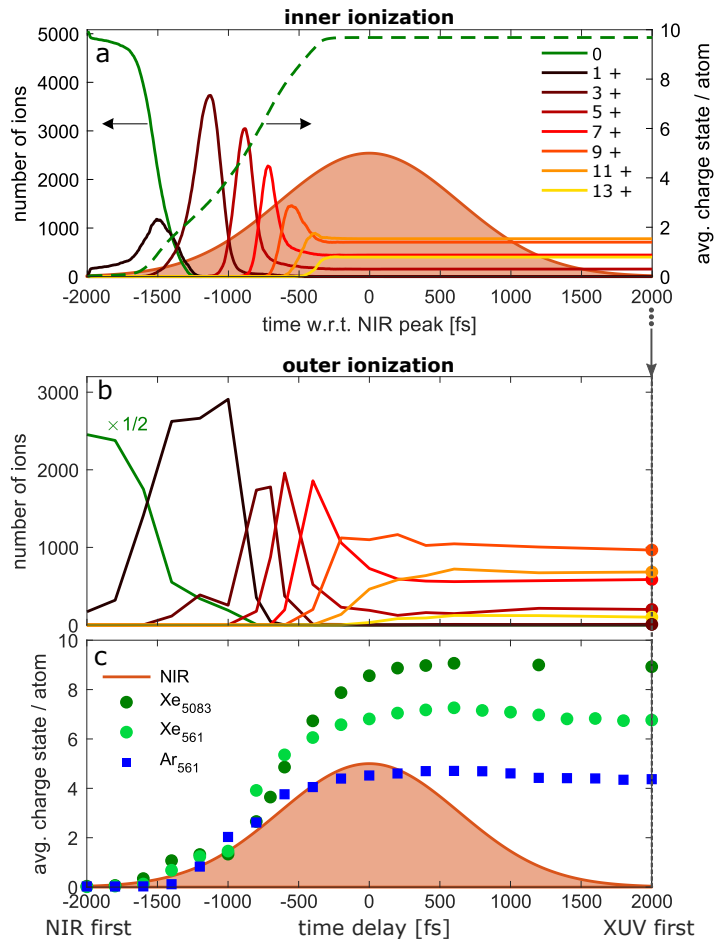 inner ionization
a
5000
4000
3000
2000
1000
0
number of ions
10
8
6
4
2
0
avg. charge state / atom
0
1 +
3 +
5 +
7 +
9 +
11 +
13 +
-2000 -1500 -1000 -500 0 500 1000 1500 2000
time w.r.t. NIR peak [fs]
outer ionization
b
× 1/2
3000
2000
1000
0
number of ions
c
10
8
6
4
2
0
avg. charge state / atom
NIR
Xe5083
Xe561
Ar561
-2000 -1500 -1000 -500 0 500 1000 1500 2000
NIR first time delay [fs] XUV first